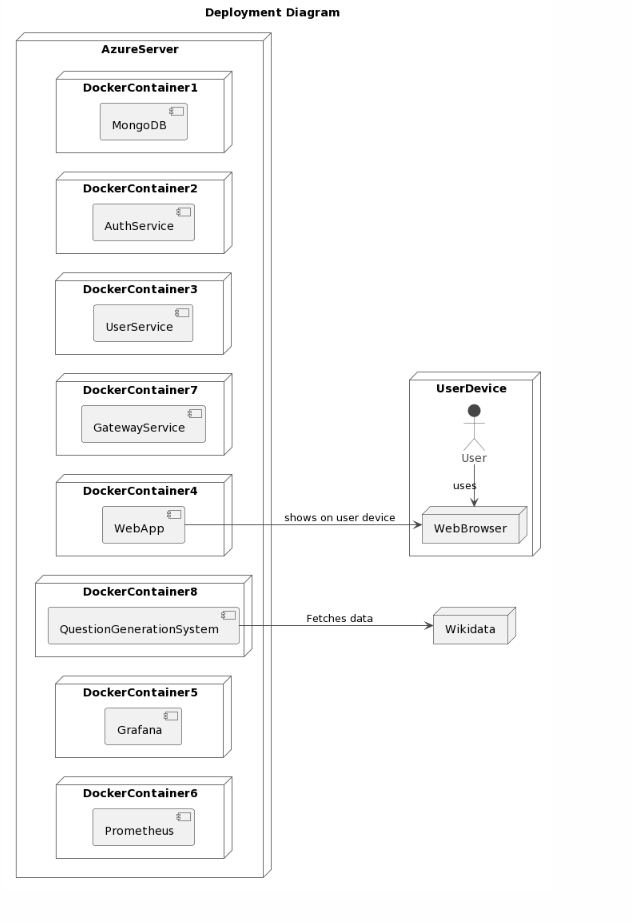 Deployment Diagram
AzureServer
DockerContainer1
MongoDB
DockerContainer2
AuthService
DockerContainer3
UserService
DockerContainer7
GatewayService
DockerContainer4
WebApp
shows on user device
UserDevice
User
uses
WebBrowser
DockerContainer8
QuestionGenerationSystem
Fetches data
Wikidata
DockerContainer5
Grafana
DockerContainer6
Prometheus